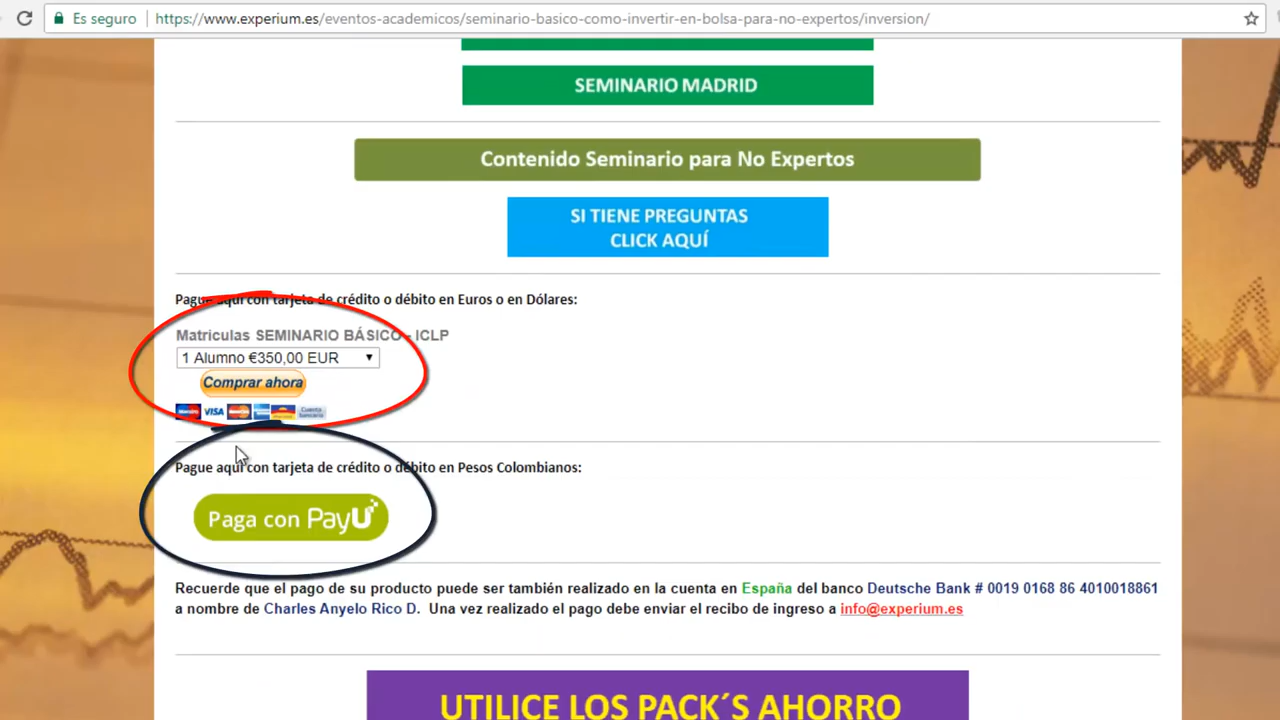 Es seguro
https://www.experium.es/eventos-academicos/seminario-basico-como-invertir-en-bolsa-para-no-expertos/inversion/
SEMINARIO MADRID
Contenido Seminario para No Expertos
SI TIENE PREGUNTAS
CLICK AQUÍ
Pague aquí con tarjeta de crédito o débito en Euros o en Dólares:
Matriculas SEMINARIO BÁSICO - ICLP
1 Alumno €350,00 EUR
Comprar ahora
VISA
Cuenta
bancaria
Pague aquí con tarjeta de crédito o débito en Pesos Colombianos:
Paga con PayU
Recuerde que el pago de su producto puede ser también realizado en la cuenta en España del banco Deutsche Bank # 0019 0168 86 4010018861
a nombre de Charles Anyelo Rico D. Una vez realizado el pago debe enviar el recibo de ingreso a info@experium.es
UTILICE LOS PACK´S AHORRO